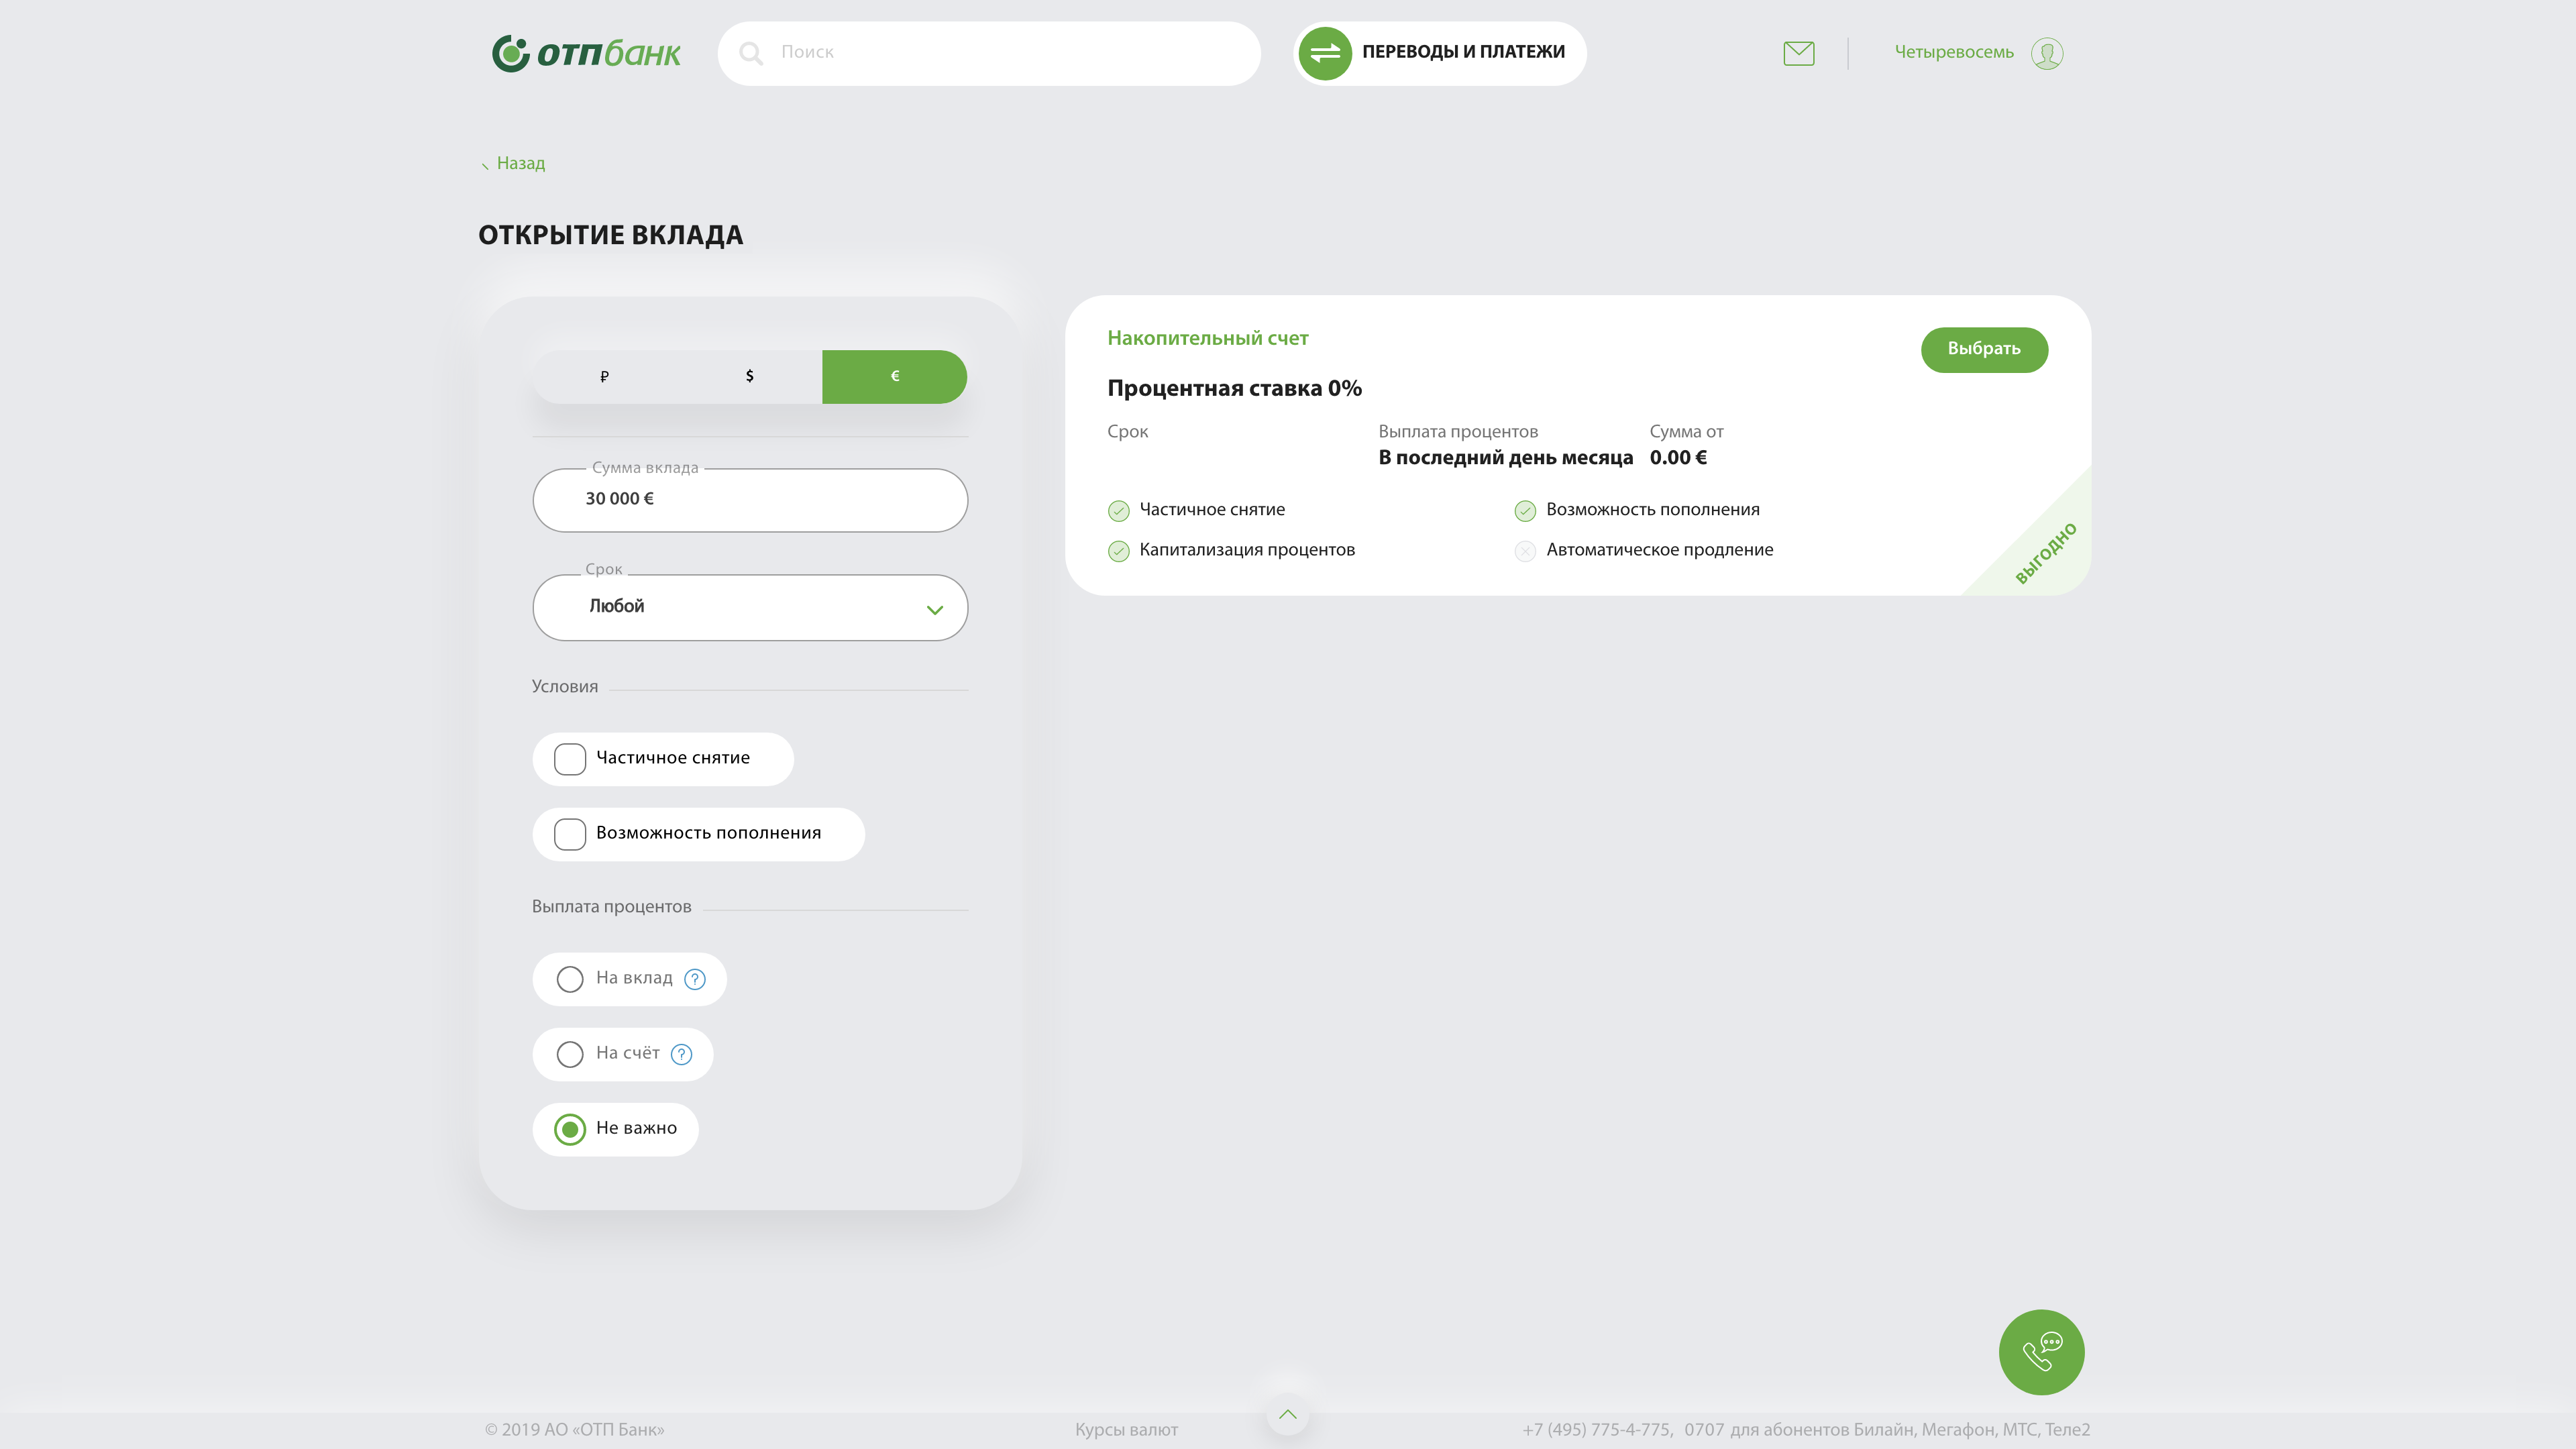 отпбанк
Поиск
ПЕРЕВОДЫ И ПЛАТЕЖИ
Четыревосемь
Назад
ОТКРЫТИЕ ВКЛАДА
₽ $ €
Сумма вклада
30 000 €
Срок
Любой
Условия
Частичное снятие
Возможность пополнения
Выплата процентов
На вклад ?
На счёт ?
Не важно
Накопительный счет
Выбрать
Процентная ставка 0%
Срок Выплата процентов Сумма от
В последний день месяца 0.00 €
Частичное снятие Возможность пополнения
Капитализация процентов Автоматическое продление
ВЫГОДНО
© 2019 АО «ОТП Банк» Курсы валют +7 (495) 775-4-775, 0707 для абонентов Билайн, Мегафон, МТС, Теле2